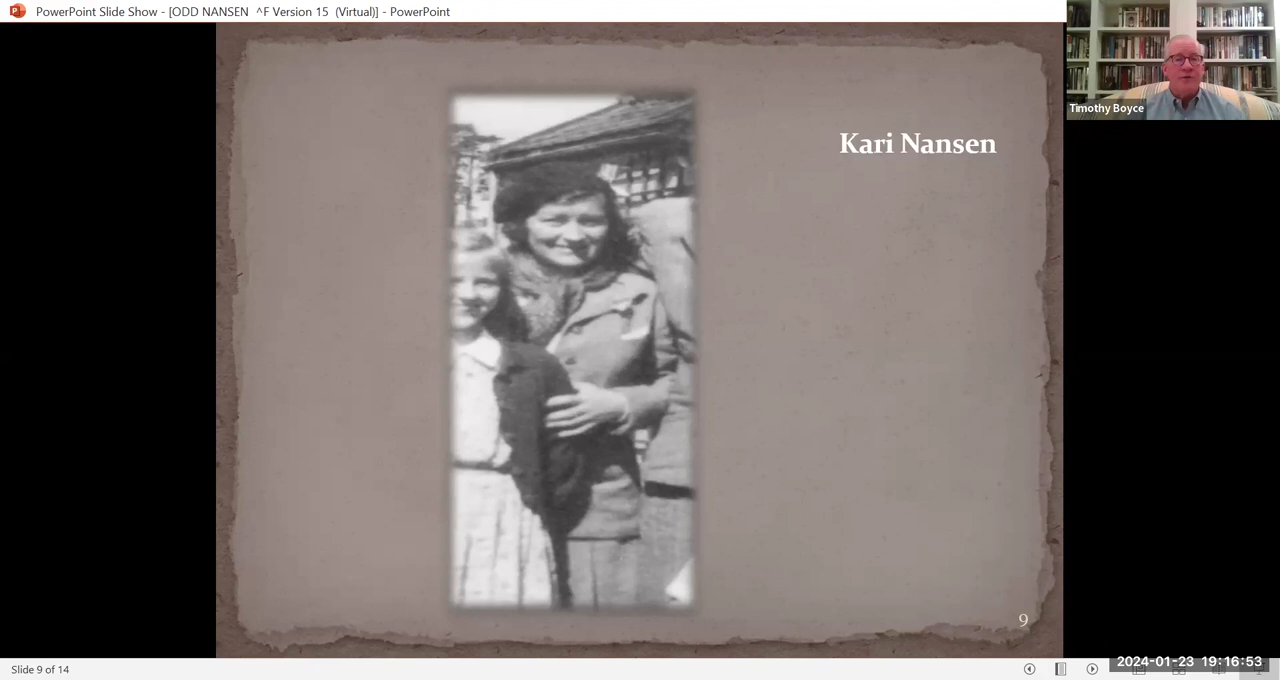 PowerPoint Slide Show - [ODD NANSEN ^F Version 15 (Virtual)] - PowerPoint
Timothy Boyce
Kari Nansen
9
Slide 9 of 14
2024-01-23 19:16:53